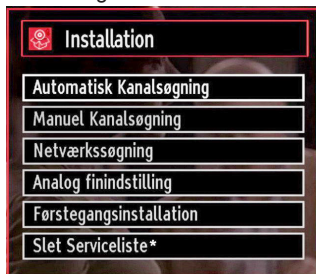 Installation
Automatisk Kanalsøgning
Manuel Kanalsøgning
Netværkssøgning
Analog finindstilling
Førstegangsinstallation
Slet Serviceliste*